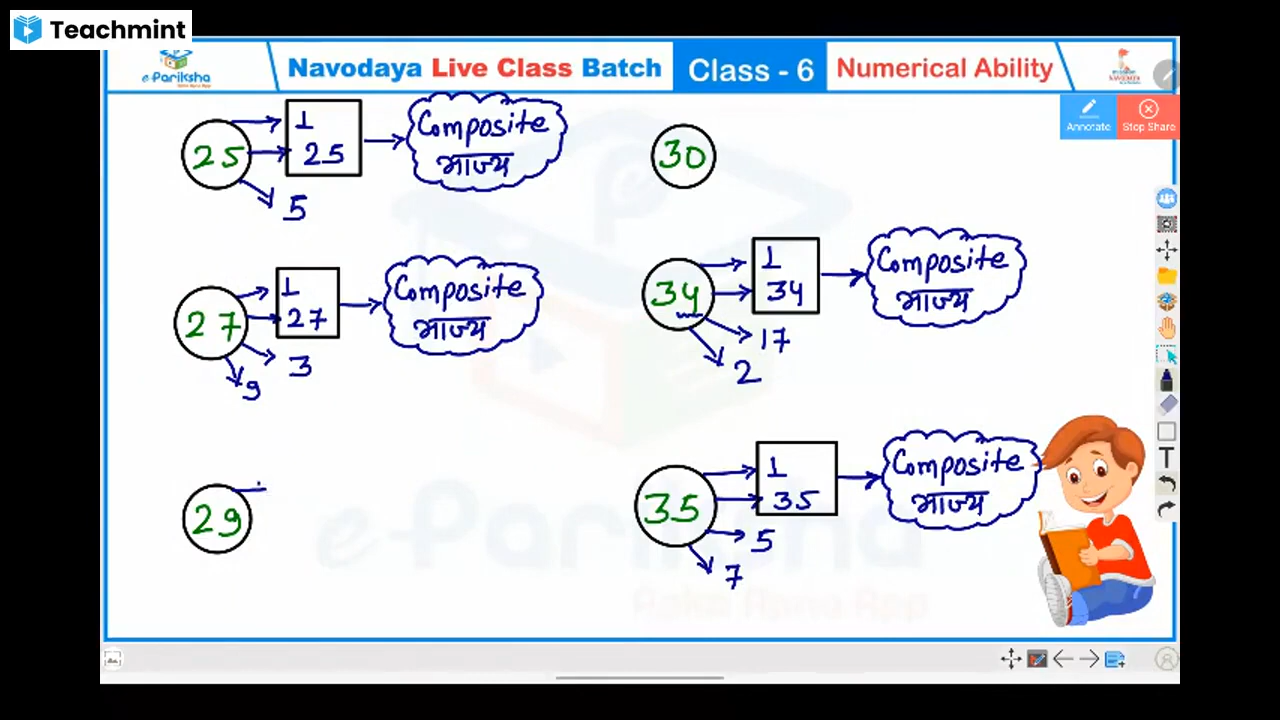 Teachmint
e-Pariksha
Navodaya Live Class Batch
Class - 6
Numerical Ability
Annotate
Stop Share
25
1
25
5
Composite
भाज्य
30
27
1
27
3
9
Composite
भाज्य
34
1
34
17
2
Composite
भाज्य
29
35
1
35
5
7
Composite
भाज्य
e-Pariksha
T